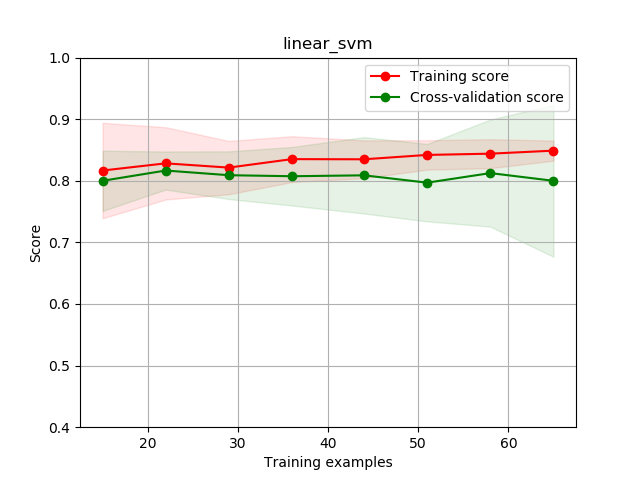 linear_svm
1.0
0.9
0.8
0.7
0.6
0.5
0.4
Score
Training score
Cross-validation score
20 30 40 50 60
Training examples